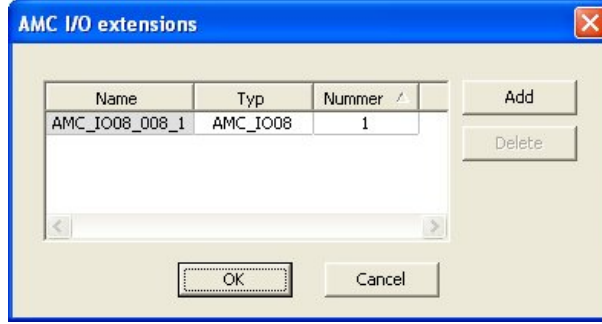 AMC I/O extensions
Name Typ Nummer
AMC_IO08_008_1 AMC_IO08 1
Add
Delete
OK Cancel